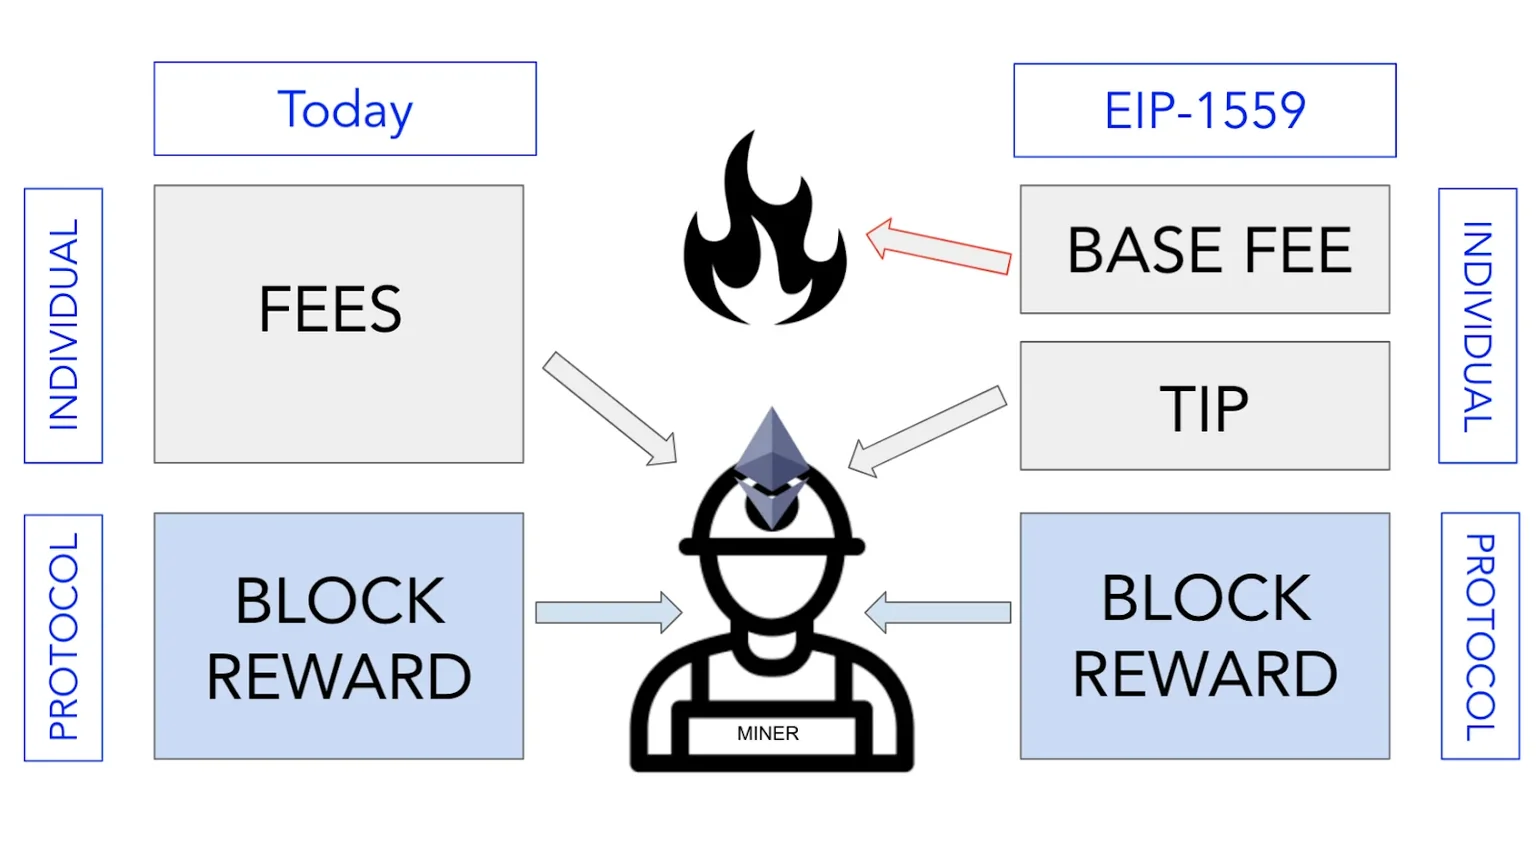 Today
INDIVIDUAL
FEES
PROTOCOL
BLOCK
REWARD
MINER
EIP-1559
BASE FEE
TIP
INDIVIDUAL
BLOCK
REWARD
PROTOCOL